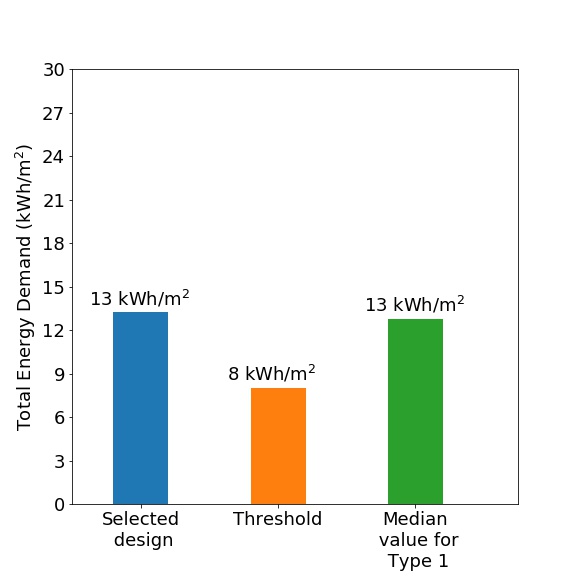 30
27
24
21
18
15
12
9
6
3
0
Total Energy Demand (kWh/m²)
13 kWh/m²
8 kWh/m²
13 kWh/m²
Selected
design
Threshold
Median
value for
Type 1